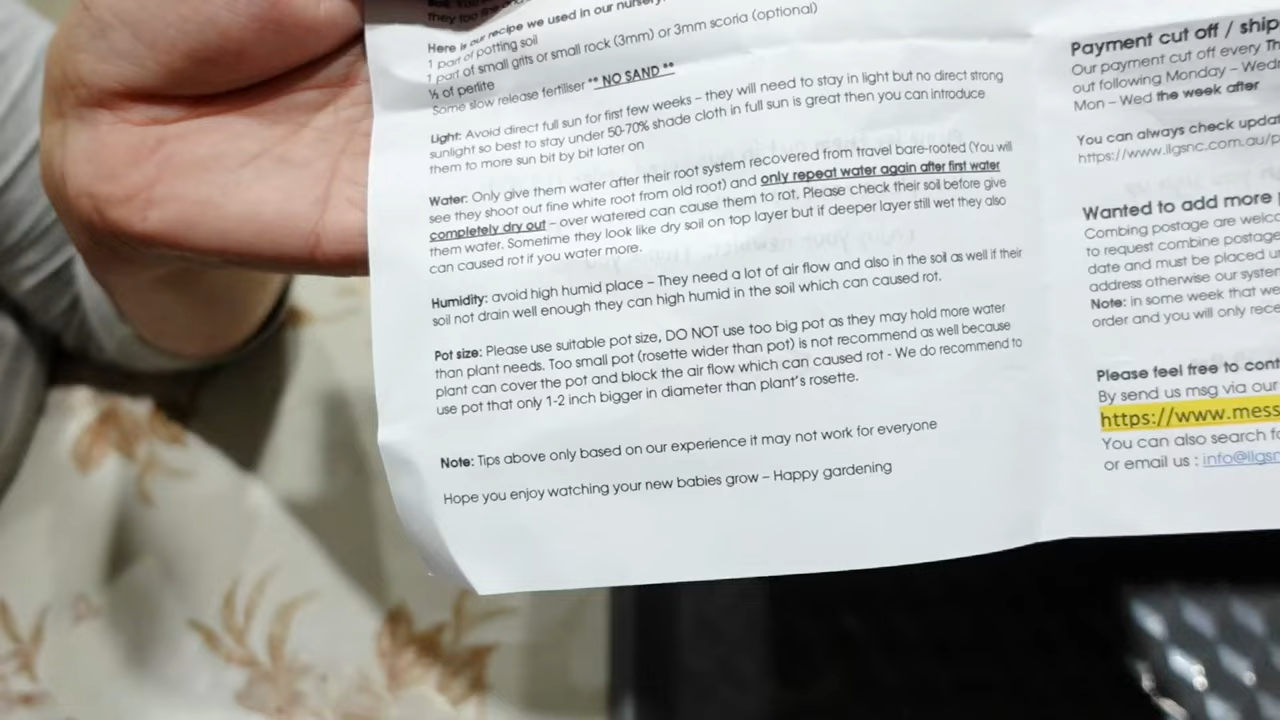 they too
Here is our recipe we used in our nursery:
1 part of potting soil
1 part of small grits or small rock (3mm) or 3mm scoria (optional)
½ of perlite
Some slow release fertiliser ** NO SAND **
Light: Avoid direct full sun for first few weeks – they will need to stay in light but no direct strong
sunlight so best to stay under 50-70% shade cloth in full sun is great then you can introduce
them to more sun bit by bit later on
Water: Only give them water after their root system recovered from travel bare-rooted (You will
see they shoot out fine white root from old root) and only repeat water again after first water
completely dry out – over watered can cause them to rot. Please check their soil before give
them water. Sometime they look like dry soil on top layer but if deeper layer still wet they also
can caused rot if you water more.
Humidity: avoid high humid place – They need a lot of air flow and also in the soil as well if their
soil not drain well enough they can high humid in the soil which can caused rot.
Pot size: Please use suitable pot size, DO NOT use too big pot as they may hold more water
than plant needs. Too small pot (rosette wider than pot) is not recommend as well because
plant can cover the pot and block the air flow which can caused rot - We do recommend to
use pot that only 1-2 inch bigger in diameter than plant's rosette.
Note: Tips above only based on our experience it may not work for everyone
Hope you enjoy watching your new babies grow – Happy gardening
Payment cut off / ship
Our payment cut off every Th
out following Monday – Wedn
Mon – Wed the week after
You can always check updat
https://www.llgsnc.com.au/p
Wanted to add more
Combing postage are welc
to request combine postage
date and must be placed u
address otherwise our system
Note: in some week that we
order and you will only rece
Please feel free to cont
By send us msg via our
https://www.mess
You can also search fo
or email us : info@llgsn